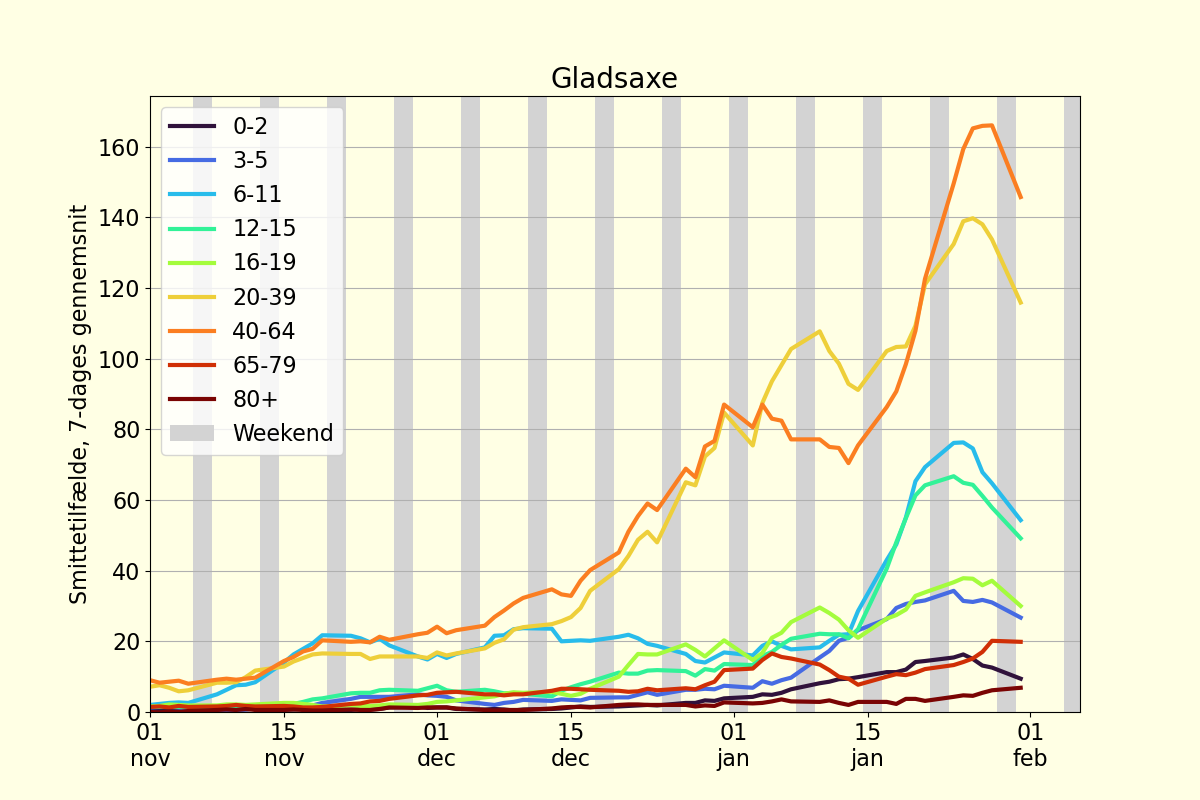 Gladsaxe
Smittetilfælde, 7-dages gennemsnit
160
140
120
100
80
60
40
20
0
0-2
3-5
6-11
12-15
16-19
20-39
40-64
65-79
80+
Weekend
01 nov
15 nov
01 dec
15 dec
01 jan
15 jan
01 feb